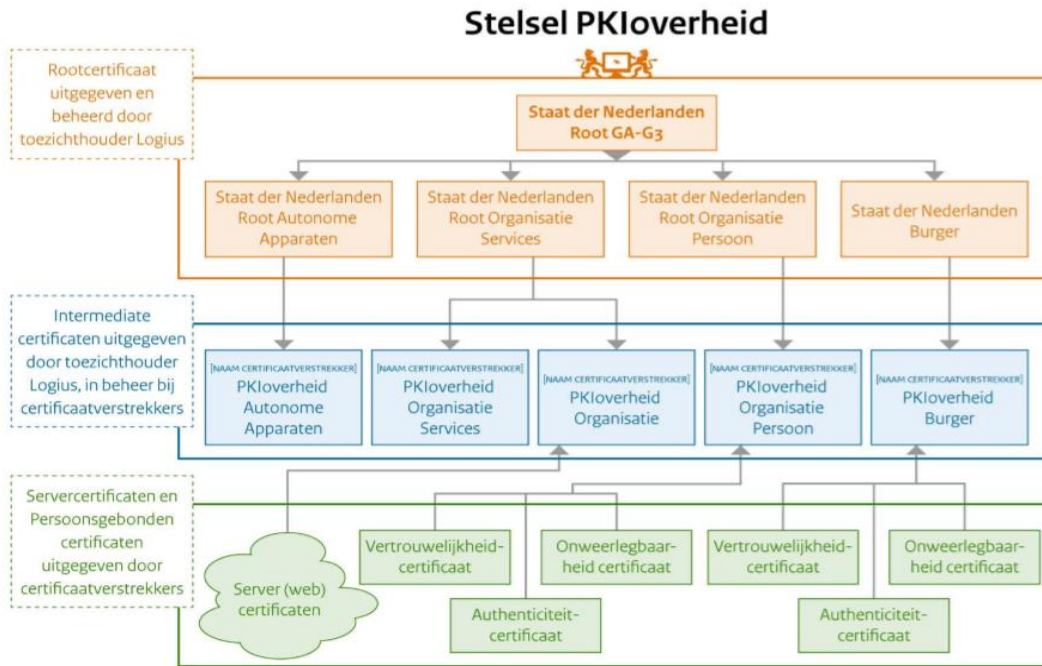 Stelsel PKIoverheid
Rootcertificaat
uitgegeven en
beheerd door
toezichthouder Logius
Staat der Nederlanden
Root GA-G3
Staat der Nederlanden
Root Autonome
Apparaten
Staat der Nederlanden
Root Organisatie
Services
Staat der Nederlanden
Root Organisatie
Persoon
Staat der Nederlanden
Burger
Intermediate
certificaten uitgegeven
door toezichthouder
Logius, in beheer bij
certificaatverstrekkers
[NAAM CERTIFICAATVERSTREKKER]
PKIoverheid
Autonome
Apparaten
[NAAM CERTIFICAATVERSTREKKER]
PKIoverheid
Organisatie
Services
[NAAM CERTIFICAATVERSTREKKER]
PKIoverheid
Organisatie
[NAAM CERTIFICAATVERSTREKKER]
PKIoverheid
Organisatie
Persoon
[NAAM CERTIFICAATVERSTREKKER]
PKIoverheid
Burger
Servercertificaten en
Persoonsgebonden
certificaten
uitgegeven door
certificaatverstrekkers
Server (web)
certificaten
Vertrouwelijkheid-
certificaat
Onweerlegbaar-
heid certificaat
Authenticiteit-
certificaat
Vertrouwelijkheid-
certificaat
Onweerlegbaar-
heid certificaat
Authenticiteit-
certificaat